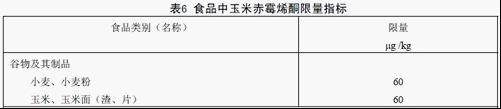 表6 食品中玉米赤霉烯酮限量指标
食品类别（名称） 限量
μg /kg
谷物及其制品
小麦、小麦粉 60
玉米、玉米面（渣、片） 60